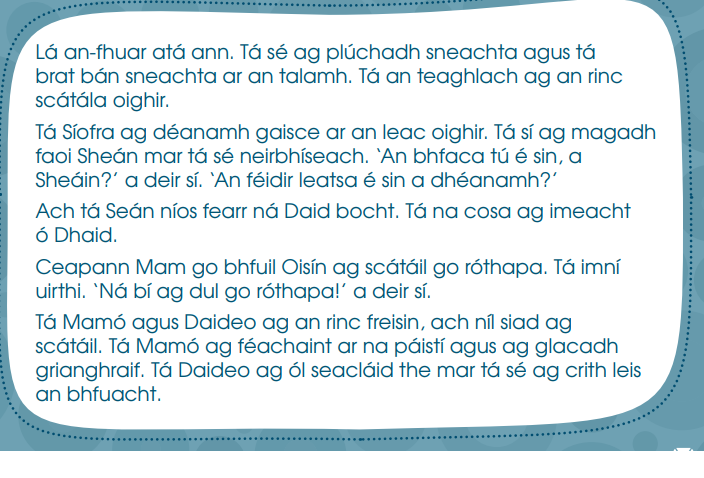 Lá an-fhuar atá ann. Tá sé ag plúchadh sneachta agus tá
brat bán sneachta ar an talamh. Tá an teaghlach ag an rinc
scátála oighir.
Tá Síofra ag déanamh gaisce ar an leac oighir. Tá sí ag magadh
faoi Sheán mar tá sé neirbhíseach. ‘An bhfaca tú é sin, a
Sheáin?’ a deir sí. ‘An féidir leatsa é sin a dhéanamh?’
Ach tá Seán níos fearr ná Daid bocht. Tá na cosa ag imeacht
ó Dhaid.
Ceapann Mam go bhfuil Oisín ag scátáil go róthapa. Tá imní
uirthi. ‘Ná bí ag dul go róthapa!’ a deir sí.
Tá Mamó agus Daideo ag an rinc freisin, ach níl siad ag
scátáil. Tá Mamó ag féachaint ar na páistí agus ag glacadh
grianghraif. Tá Daideo ag ól seacláid the mar tá sé ag crith leis
an bhfuacht.